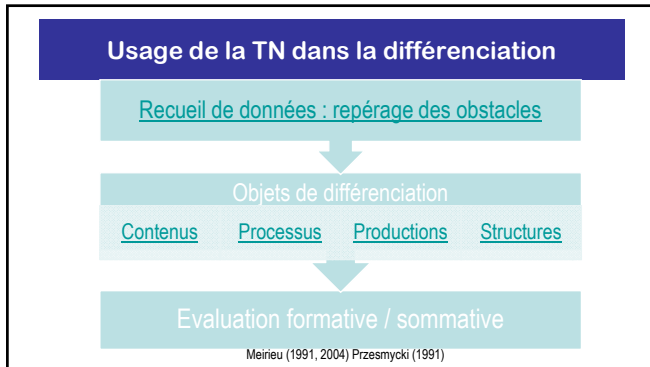 Usage de la TN dans la différenciation
Recueil de données : repérage des obstacles
Objets de différenciation
Contenus Processus Productions Structures
Evaluation formative / sommative
Meirieu (1991, 2004) Przesmycki (1991)